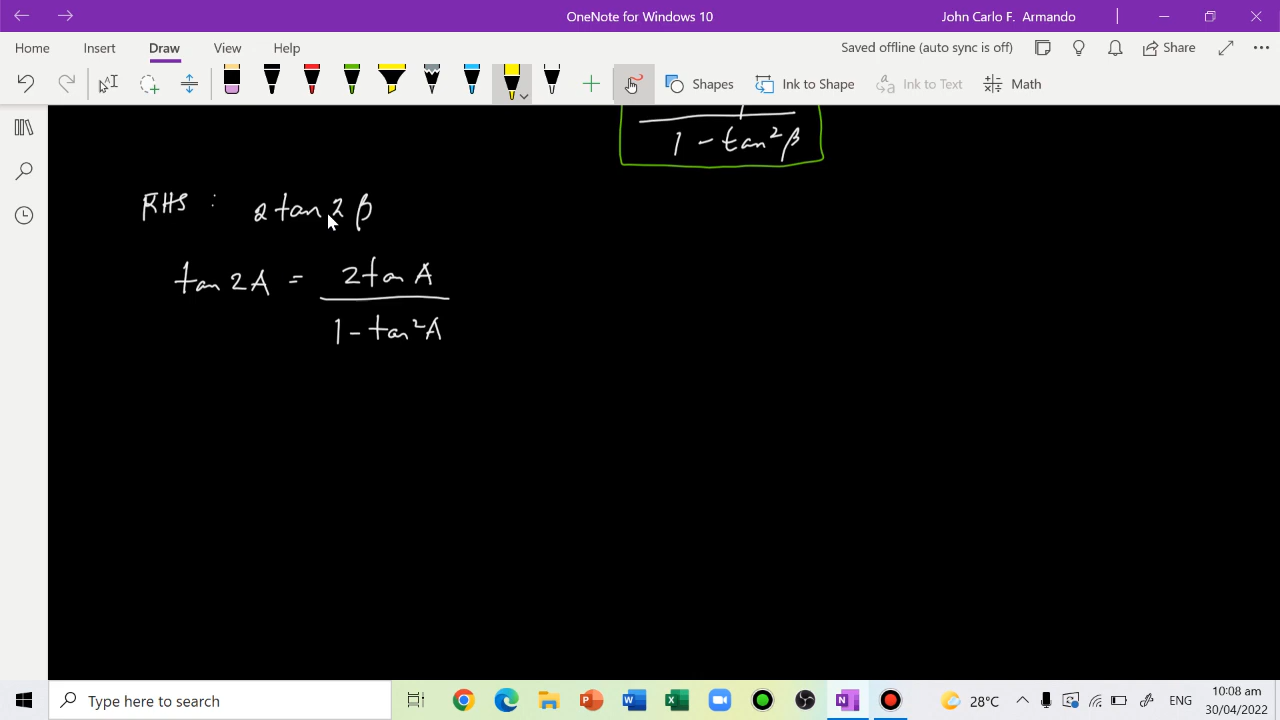 OneNote for Windows 10
John Carlo F. Armando
Home Insert Draw View Help
Saved offline (auto sync is off)
Share
Shapes
Ink to Shape
Ink to Text
Math
1 - tan²β
RHS : 2 tan 2 β
tan 2A = 2 tan A
1 - tan²A
Type here to search
28°C
ENG
10:08 am
30/04/2022